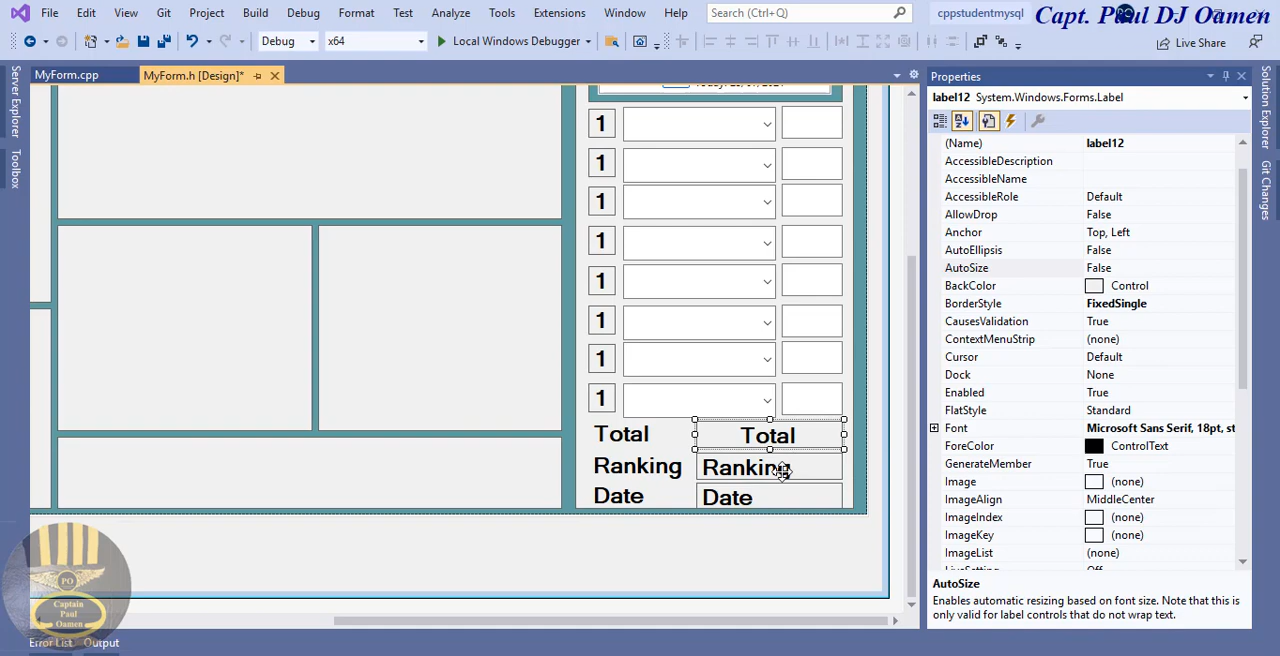 File Edit View Git Project Build Debug Format Test Analyze Tools Extensions Window Help Search (Ctrl+Q) cppstudentmysql PO Capt. Paul DJ Oamen
Debug x64 Local Windows Debugger Live Share
MyForm.cpp MyForm.h [Design]* Properties
label12 System.Windows.Forms.Label
Server Explorer
Toolbox
Solution Explorer
Git Changes
1
1
1
1
1
1
1
1
Total Total
Ranking Ranking
Date Date
(Name) label12
AccessibleDescription
AccessibleName
AccessibleRole Default
AllowDrop False
Anchor Top, Left
AutoEllipsis False
AutoSize False
BackColor Control
BorderStyle FixedSingle
CausesValidation True
ContextMenuStrip (none)
Cursor Default
Dock None
Enabled True
FlatStyle Standard
Font Microsoft Sans Serif, 18pt, st
ForeColor ControlText
GenerateMember True
Image (none)
ImageAlign MiddleCenter
ImageIndex (none)
ImageKey (none)
ImageList (none)
AutoSize
Enables automatic resizing based on font size. Note that this is
only valid for label controls that do not wrap text.
PO
Captain
Paul
Oamen
Error List Output